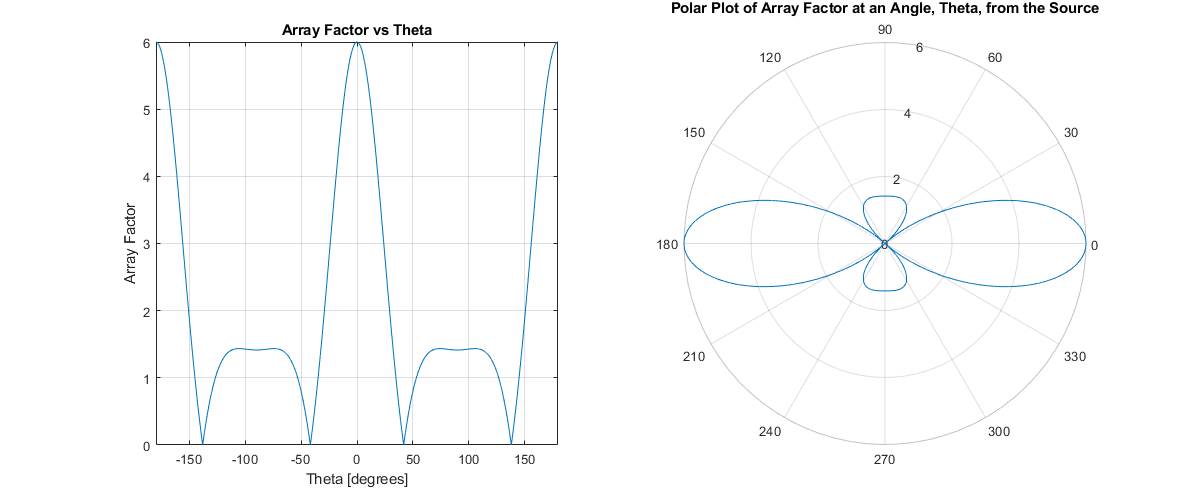 Array Factor vs Theta
6
5
4
3
2
1
0
Array Factor
-150 -100 -50 0 50 100 150
Theta [degrees]
Polar Plot of Array Factor at an Angle, Theta, from the Source
90
120 6 60
4
150 30
2
180 0 0
210 330
240 300
270